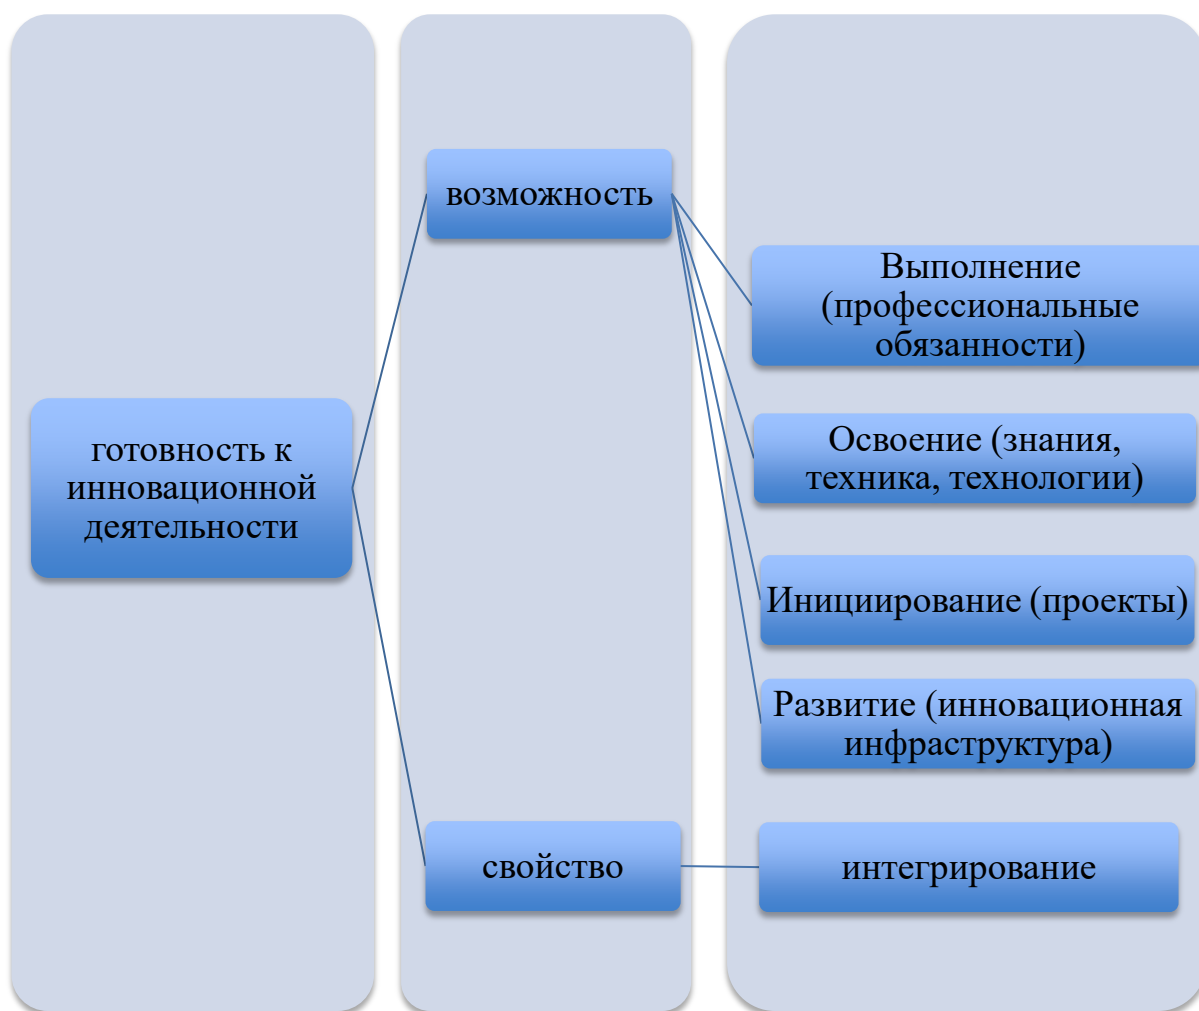 готовность к
инновационной
деятельности
возможность
Выполнение
(профессиональные
обязанности)
Освоение (знания,
техника, технологии)
Инициирование (проекты)
Развитие (инновационная
инфраструктура)
свойство
интегрирование